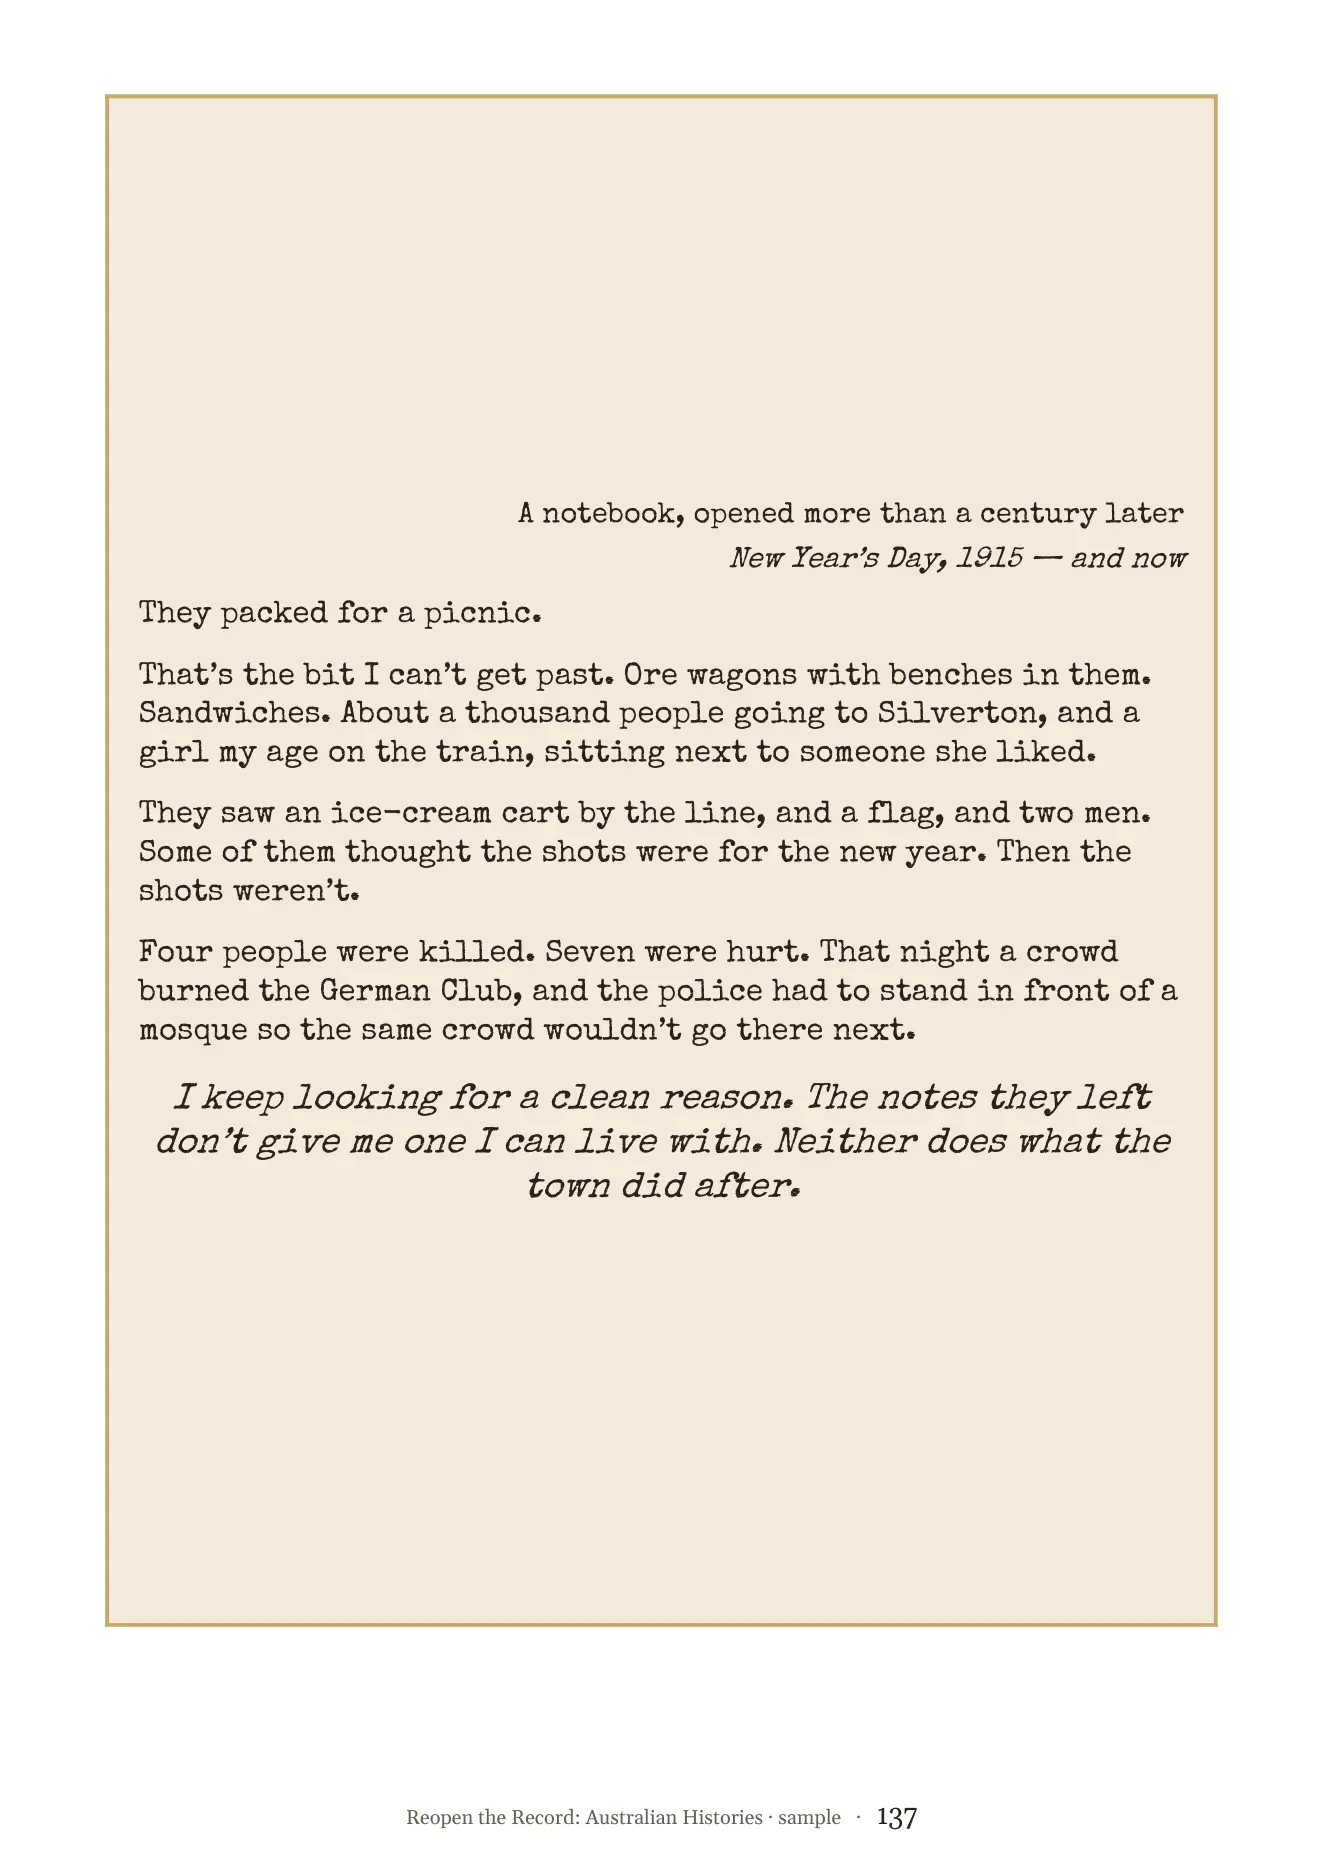 A notebook, opened more than a century later
New Year’s Day, 1915 — and now
They packed for a picnic.
That’s the bit I can’t get past. Ore wagons with benches in them.
Sandwiches. About a thousand people going to Silverton, and a
girl my age on the train, sitting next to someone she liked.
They saw an ice-cream cart by the line, and a flag, and two men.
Some of them thought the shots were for the new year. Then the
shots weren’t.
Four people were killed. Seven were hurt. That night a crowd
burned the German Club, and the police had to stand in front of a
mosque so the same crowd wouldn’t go there next.
I keep looking for a clean reason. The notes they left
don’t give me one I can live with. Neither does what the
town did after.
Reopen the Record: Australian Histories · sample · 137